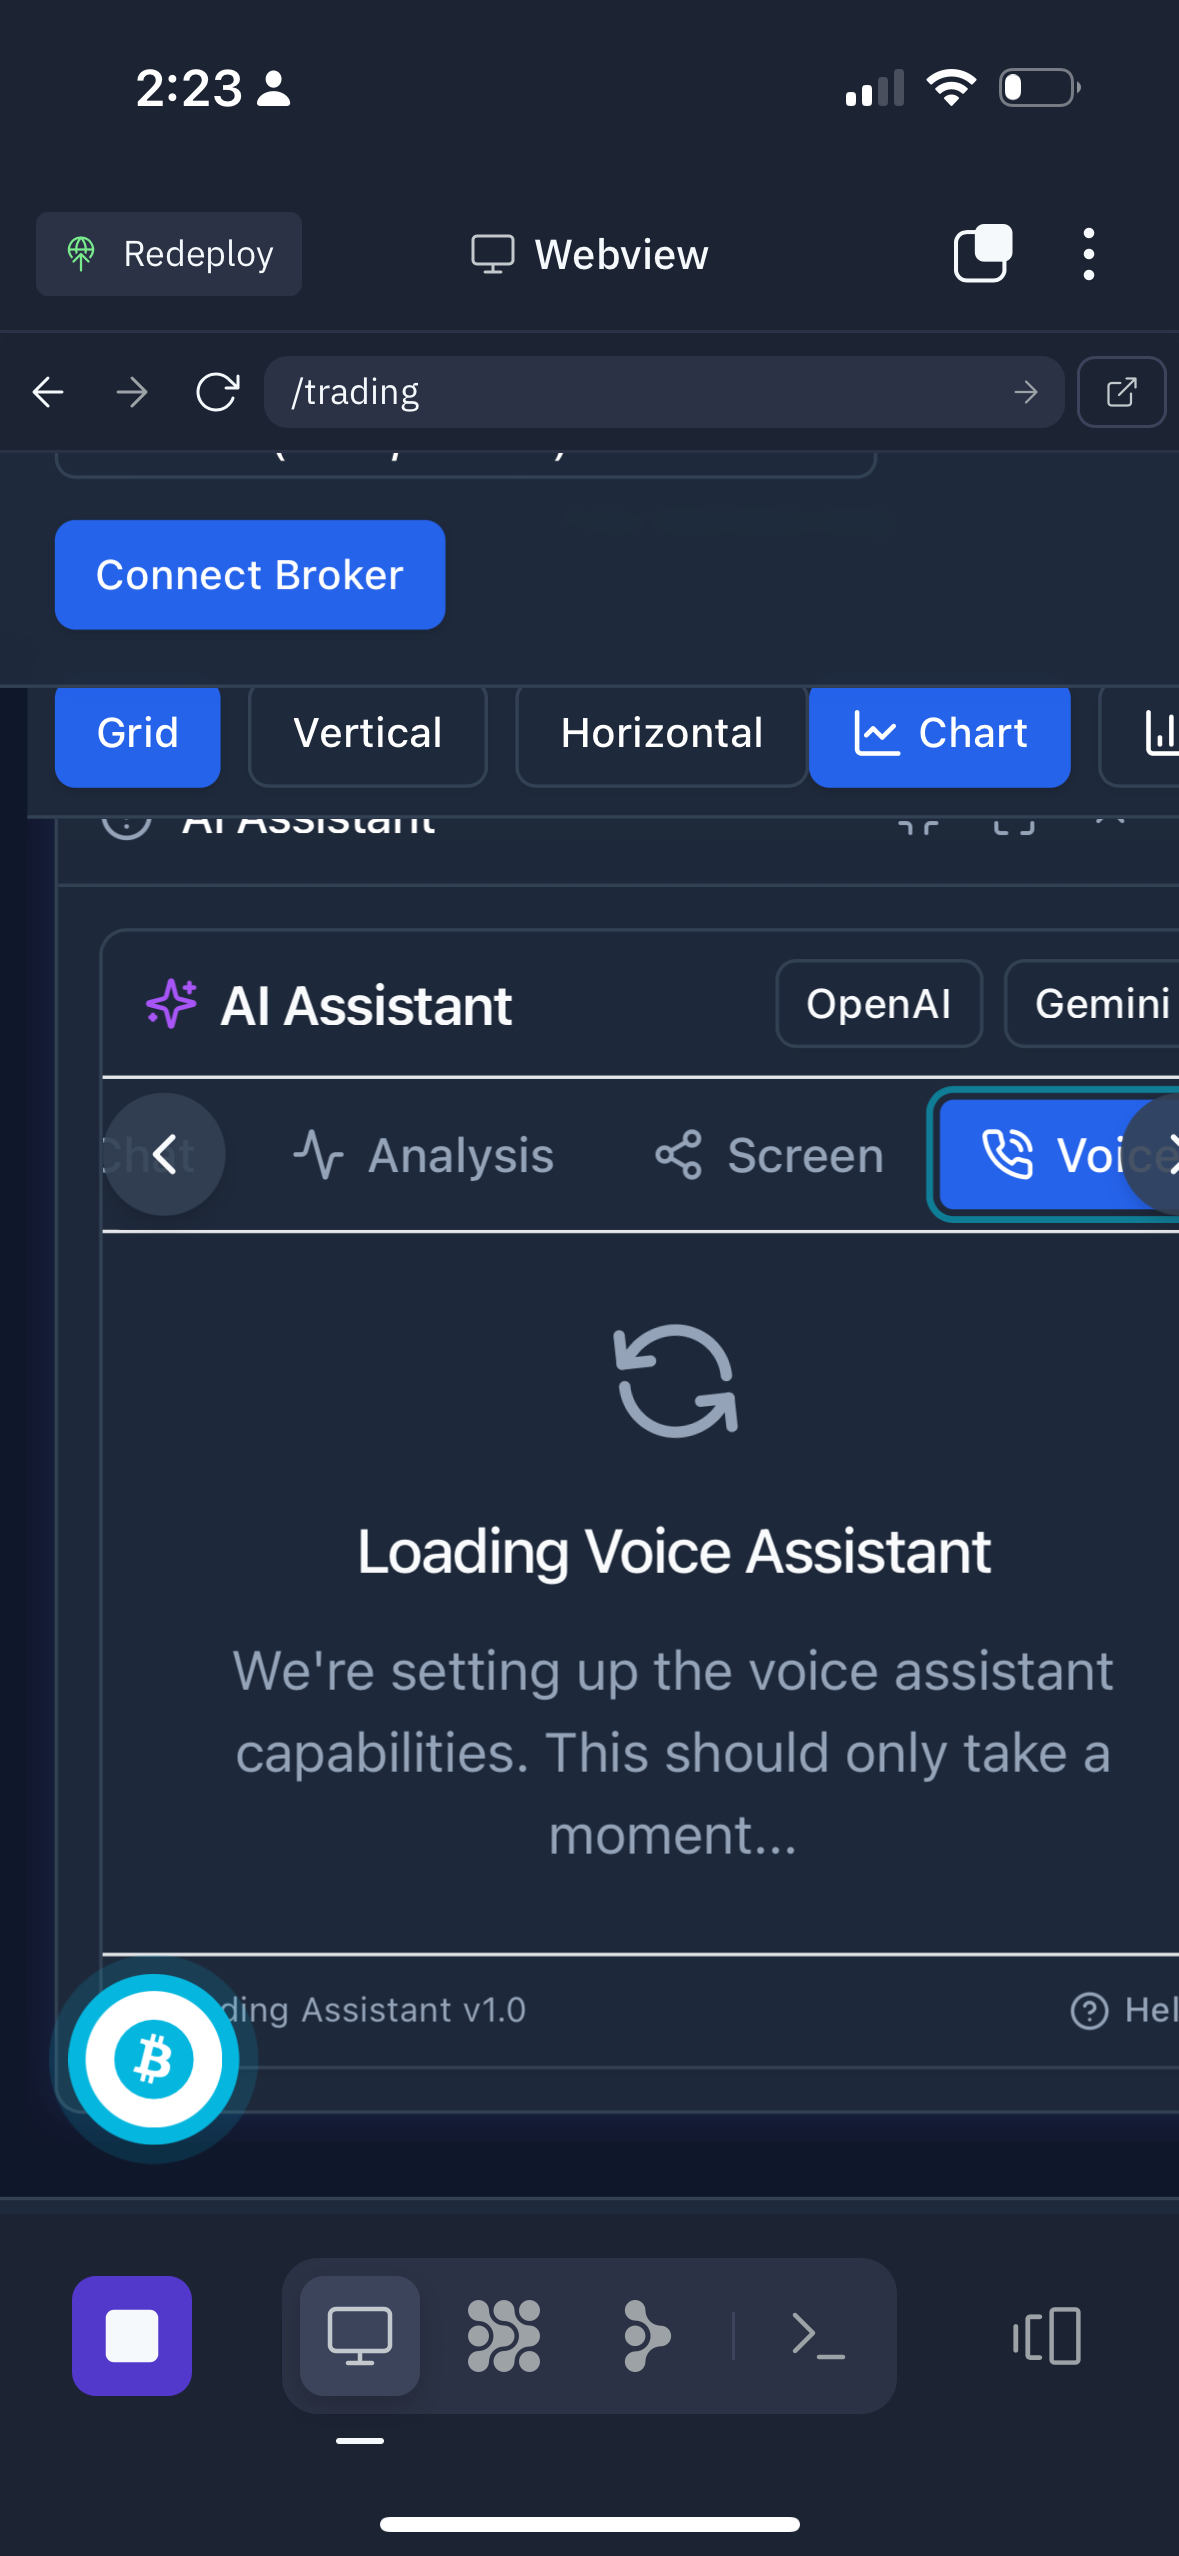 2:23
Redeploy
Webview
/trading
Connect Broker
Grid
Vertical
Horizontal
Chart
AI Assistant
AI Assistant
OpenAI
Gemini
Chat
Analysis
Screen
Voice
Loading Voice Assistant
We're setting up the voice assistant
capabilities. This should only take a
moment...
ding Assistant v1.0
Hel